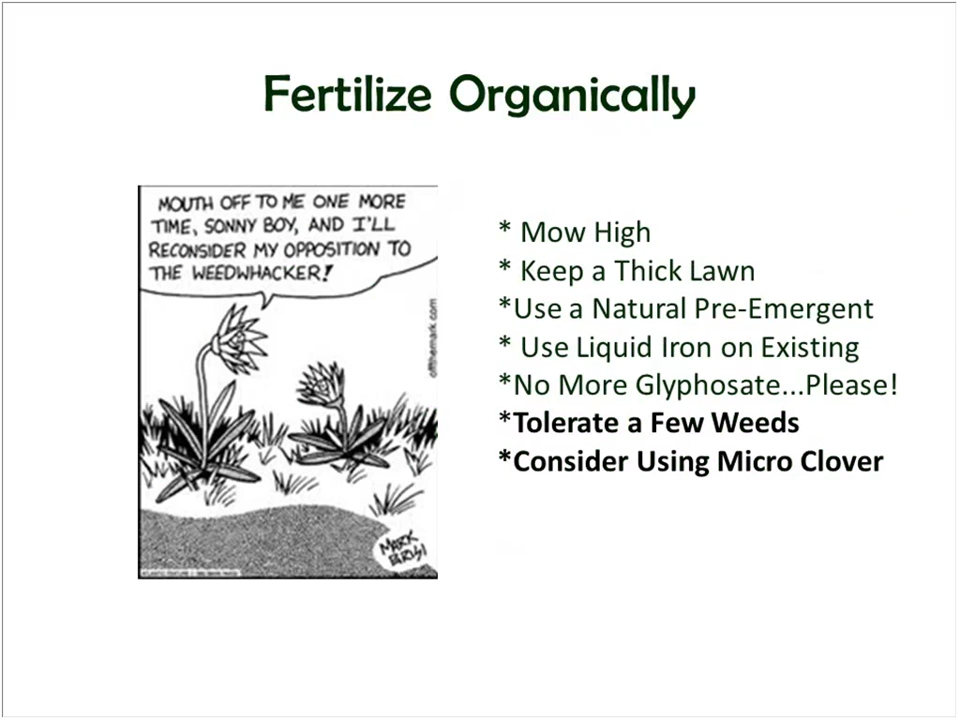 Fertilize Organically
MOUTH OFF TO ME ONE MORE
TIME, SONNY BOY, AND I'LL
RECONSIDER MY OPPOSITION TO
THE WEEDWHACKER!
offthemark.com
MARK
PARISI
* Mow High
* Keep a Thick Lawn
*Use a Natural Pre-Emergent
* Use Liquid Iron on Existing
*No More Glyphosate...Please!
*Tolerate a Few Weeds
*Consider Using Micro Clover